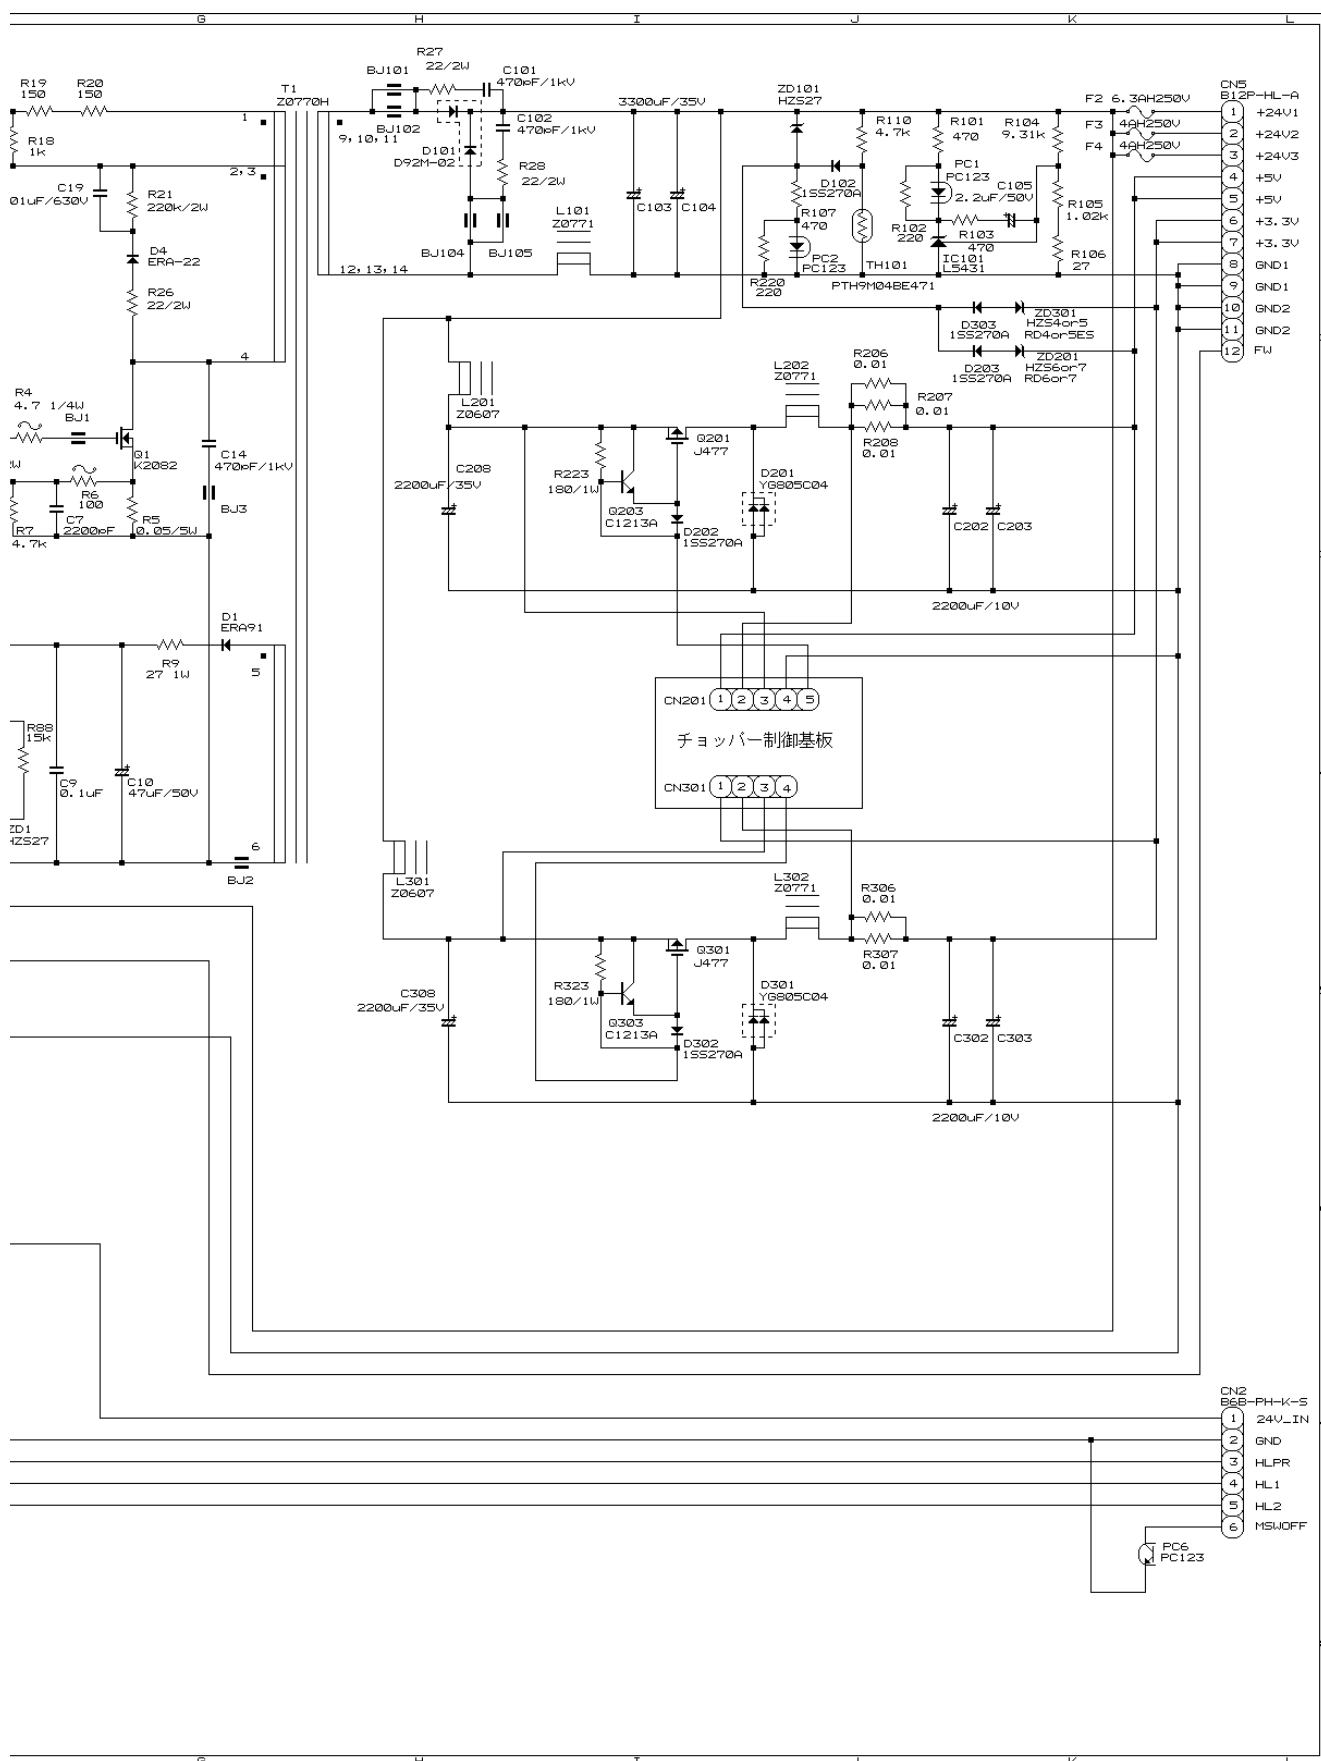 G H I J K L
R27
22/2W
BJ101
C101
470pF/1kV
R19
150
R20
150
T1
Z0770H
3300uF/35V
ZD101
HZS27
CN5
B12P-HL-A
F2 6.3AH250V
1 +24V1
1
9,10,11
BJ102
C102
470pF/1kV
R110
4.7k
R101
470
R104
9.31k
F3 4AH250V
2 +24V2
R18
1k
D101
D92M-02
F4 4AH250V
3 +24V3
2,3
R28
22/2W
D102
1SS270A
PC1
PC123
4 +5V
C19
01uF/630V
R21
220k/2W
C103
C104
C105
2.2uF/50V
5 +5V
L101
Z0771
R107
470
R102
220
R103
470
R105
1.02k
6 +3.3V
7 +3.3V
D4
ERA-22
BJ104
BJ105
PC2
PC123
TH101
PTH9M04BE471
IC101
L5431
R106
27
8 GND1
12,13,14
R220
220
9 GND1
R26
22/2W
D303
1SS270A
ZD301
HZS4or5
RD4or5ES
10 GND2
11 GND2
4
L202
Z0771
R206
0.01
D203
1SS270A
ZD201
HZS6or7
RD6or7
12 FW
R4
4.7 1/4W
BJ1
L201
Z0607
R207
0.01
Q1
K2082
C14
470pF/1kV
Q201
J477
R208
0.01
2W
C208
2200uF/35V
R223
180/1W
D201
YG805C04
R6
100
BJ3
R7
4.7k
C7
2200pF
R5
0.05/5W
Q203
C1213A
D202
1SS270A
C202
C203
2200uF/10V
D1
ERA91
R9
27 1W
5
CN201 1 2 3 4 5
R88
15k
チョッパー制御基板
C9
0.1uF
C10
47uF/50V
CN301 1 2 3 4
ZD1
HZS27
6
BJ2
L301
Z0607
L302
Z0771
R306
0.01
Q301
J477
R307
0.01
C308
2200uF/35V
R323
180/1W
D301
YG805C04
Q303
C1213A
D302
1SS270A
C302
C303
2200uF/10V
CN2
B6B-PH-K-S
1 24V_IN
2 GND
3 HLPR
4 HL1
5 HL2
6 MSWOFF
PC6
PC123